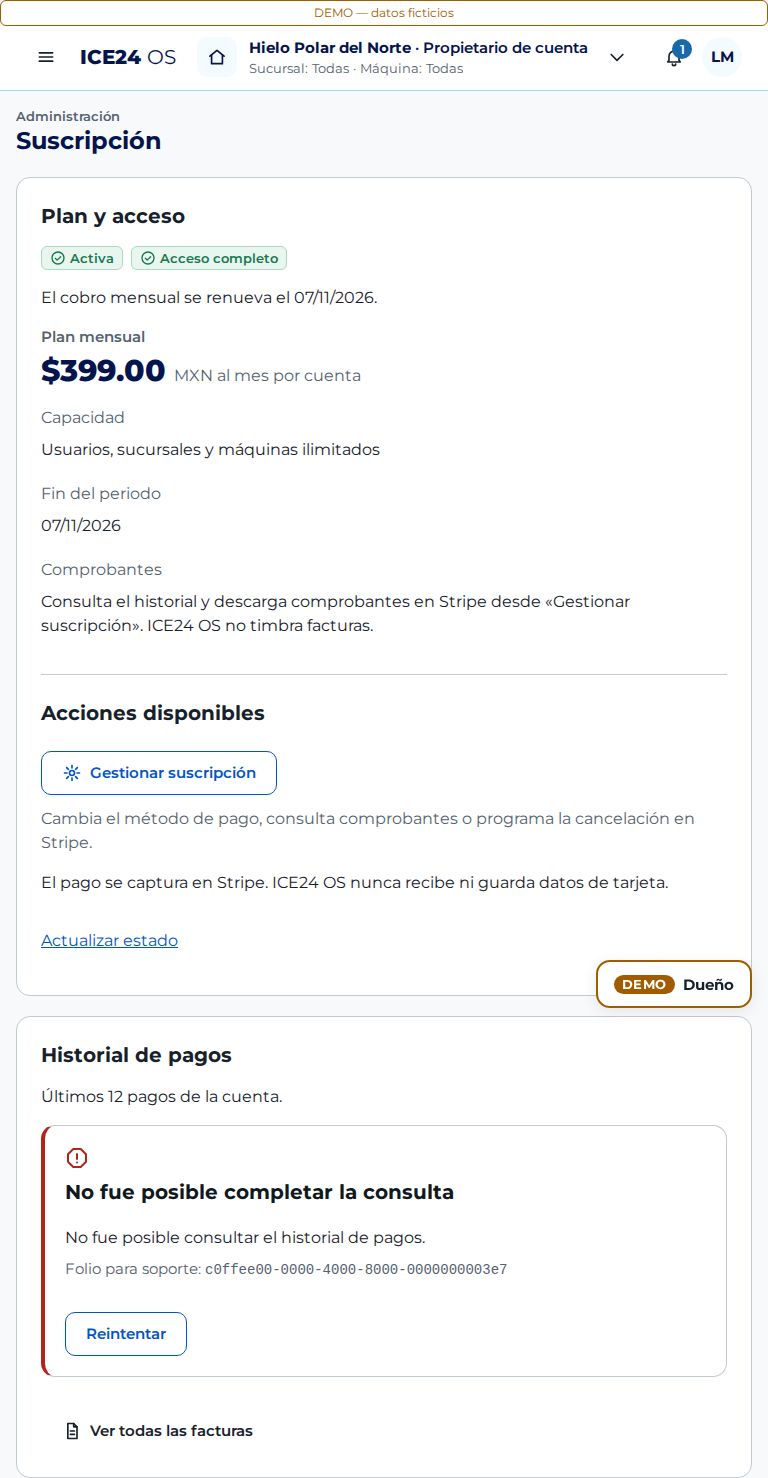 DEMO — datos ficticios
ICE24 OS
Hielo Polar del Norte · Propietario de cuenta
Sucursal: Todas · Máquina: Todas
1
LM
Administración
Suscripción
Plan y acceso
Activa
Acceso completo
El cobro mensual se renueva el 07/11/2026.
Plan mensual
$399.00 MXN al mes por cuenta
Capacidad
Usuarios, sucursales y máquinas ilimitados
Fin del periodo
07/11/2026
Comprobantes
Consulta el historial y descarga comprobantes en Stripe desde «Gestionar
suscripción». ICE24 OS no timbra facturas.
Acciones disponibles
Gestionar suscripción
Cambia el método de pago, consulta comprobantes o programa la cancelación en
Stripe.
El pago se captura en Stripe. ICE24 OS nunca recibe ni guarda datos de tarjeta.
Actualizar estado
DEMO Dueño
Historial de pagos
Últimos 12 pagos de la cuenta.
No fue posible completar la consulta
No fue posible consultar el historial de pagos.
Folio para soporte: c0ffee00-0000-4000-8000-0000000003e7
Reintentar
Ver todas las facturas